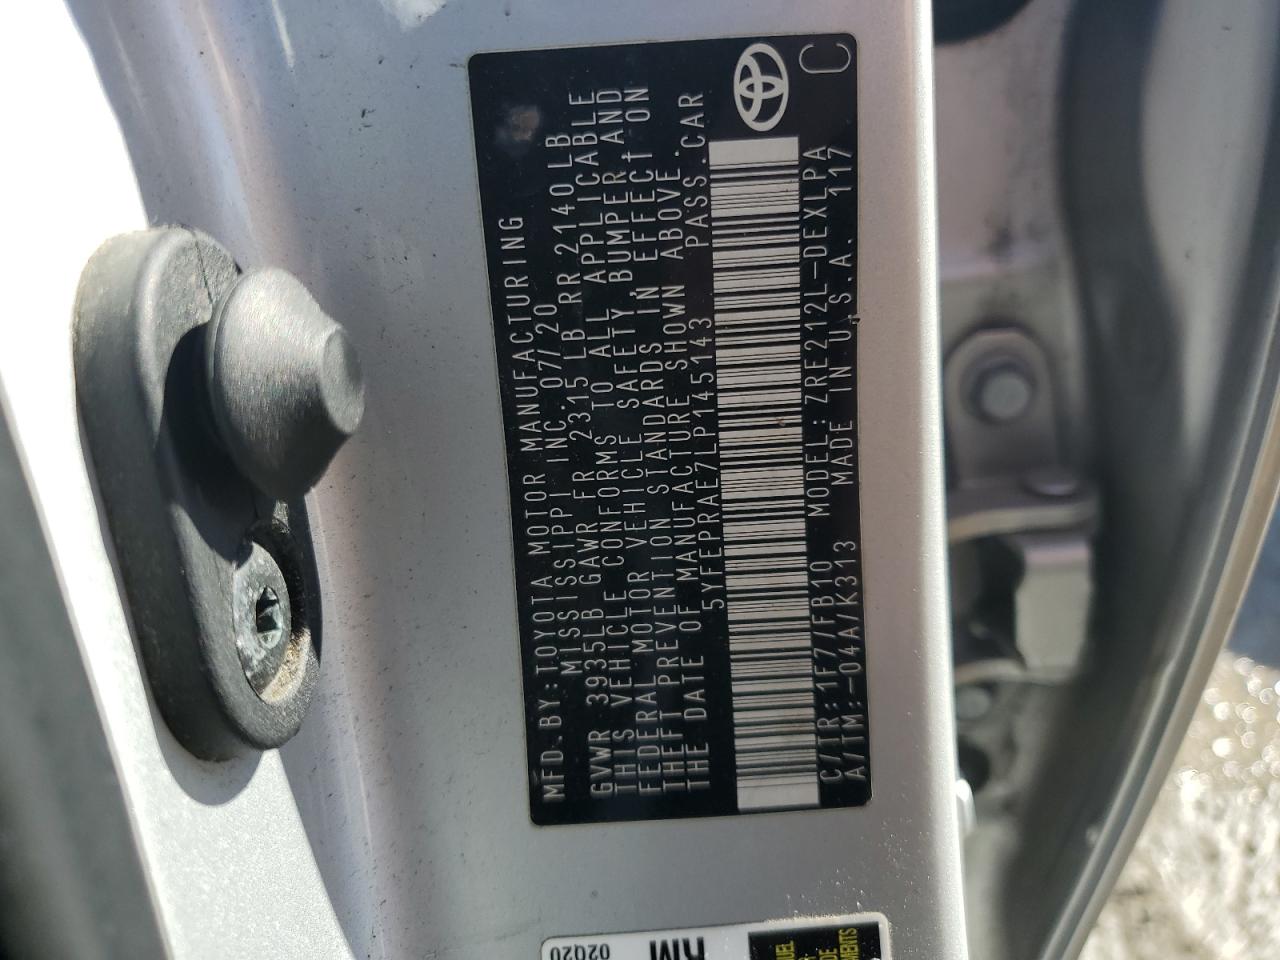 MFD.BY:TOYOTA MOTOR MANUFACTURING
MISSISSIPPI INC. 07/20
GVWR 3935LB GAWR FR 2315 LB RR 2140 LB
THIS VEHICLE CONFORMS TO ALL APPLICABLE
FEDERAL MOTOR VEHICLE SAFETY, BUMPER AND
THEFT PREVENTION STANDARDS IN EFFECT ON
THE DATE OF MANUFACTURE SHOWN ABOVE.
5YFEPRAE7LP145143 PASS.CAR
C/TR:1F7/FB10 MODEL:ZRE212L-DEXLPA
A/TM:-04A/K313 MADE IN U.S.A. 117
C
02Q20